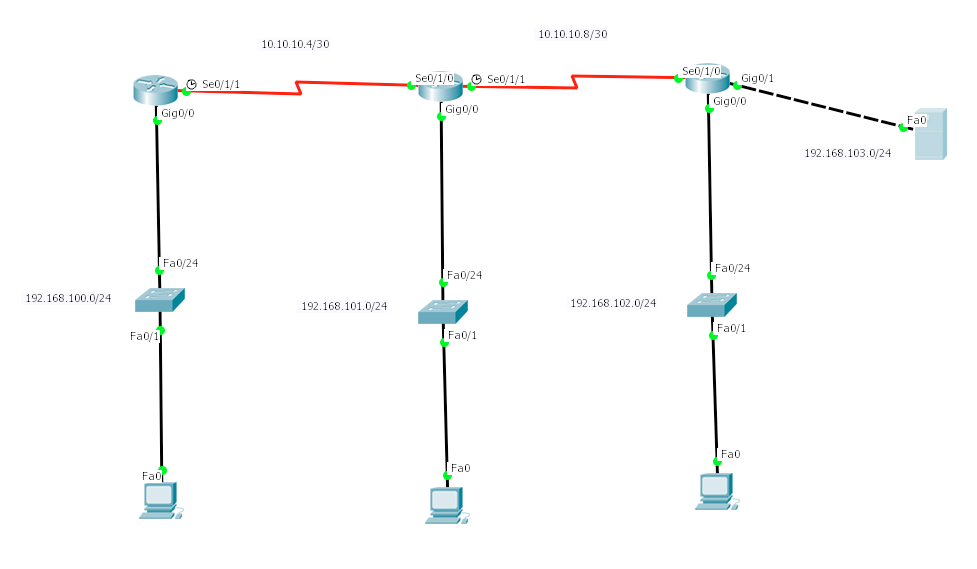 10.10.10.4/30
10.10.10.8/30
Se0/1/1
Se0/1/0
Se0/1/1
Se0/1/0
Gig0/1
Gig0/0
Gig0/0
Gig0/0
Fa0
192.168.103.0/24
Fa0/24
Fa0/24
Fa0/24
192.168.100.0/24
192.168.101.0/24
192.168.102.0/24
Fa0/1
Fa0/1
Fa0/1
Fa0
Fa0
Fa0